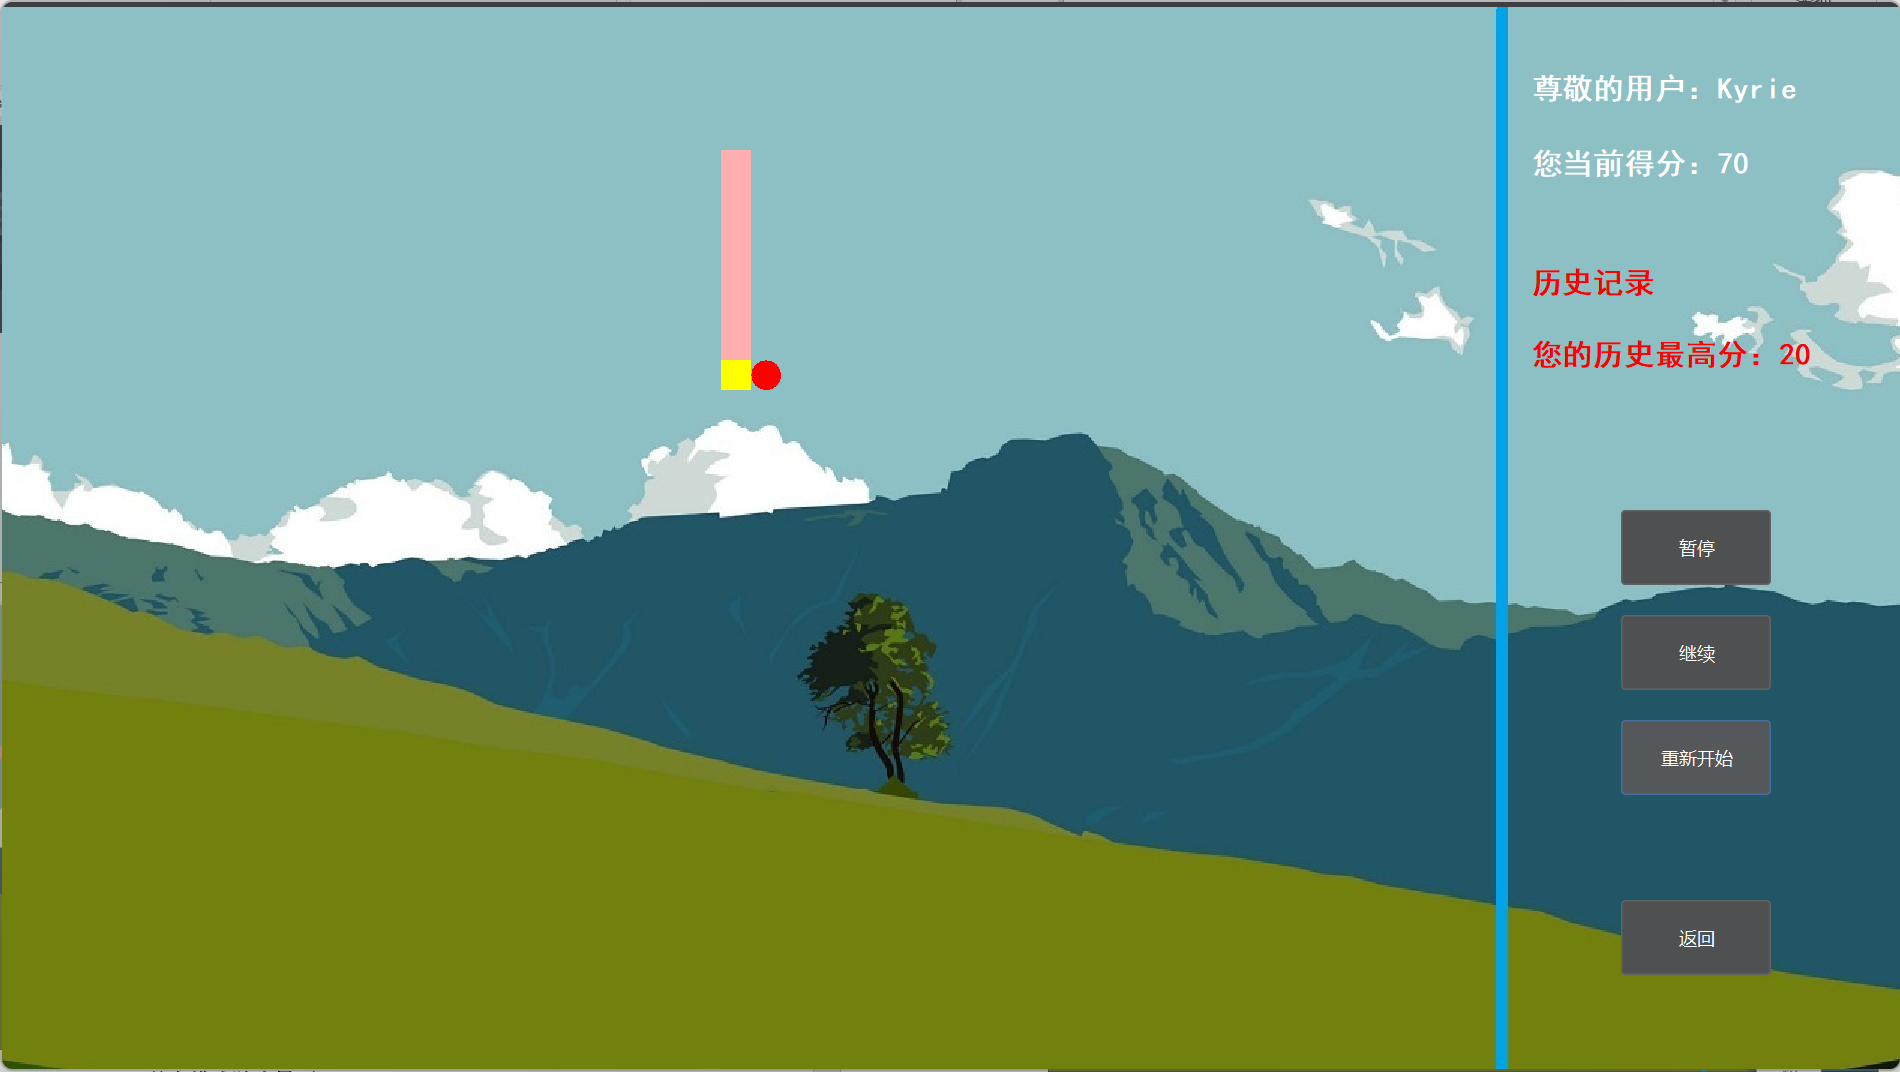 尊敬的用户：Kyrie
您当前得分：70
历史记录
您的历史最高分：20
暂停
继续
重新开始
返回